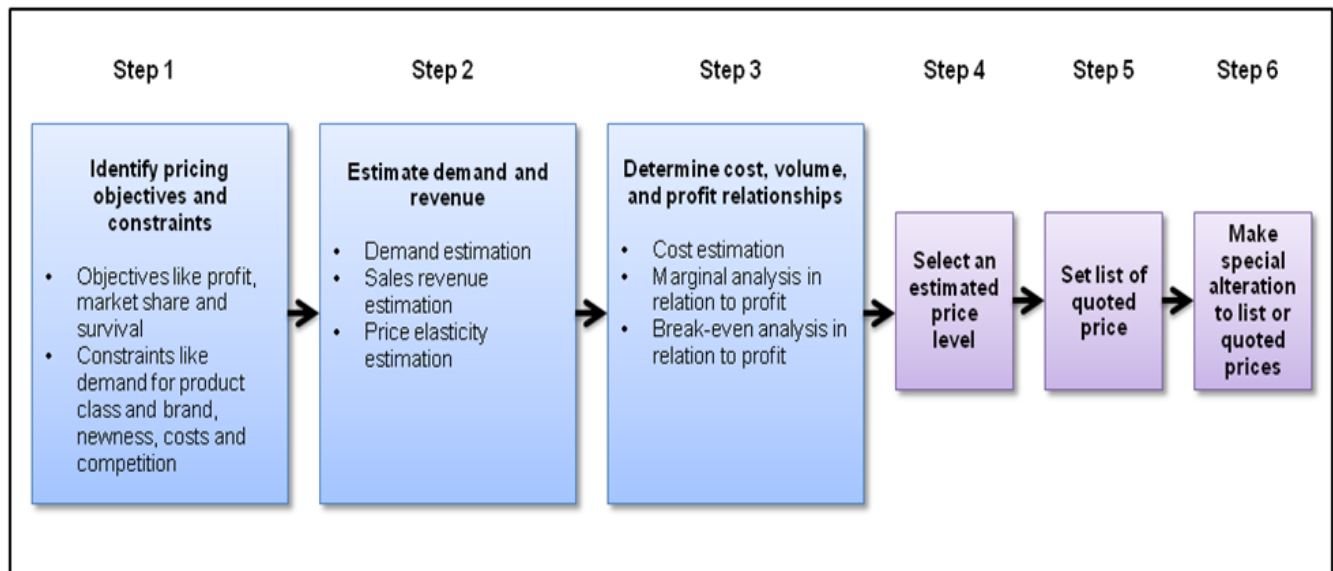 Step 1
Step 2
Step 3
Step 4
Step 5
Step 6
Identify pricing
objectives and
constraints
• Objectives like profit,
market share and
survival
• Constraints like
demand for product
class and brand,
newness, costs and
competition
Estimate demand and
revenue
• Demand estimation
• Sales revenue
estimation
• Price elasticity
estimation
Determine cost, volume,
and profit relationships
• Cost estimation
• Marginal analysis in
relation to profit
• Break-even analysis in
relation to profit
Select an
estimated
price
level
Set list of
quoted
price
Make
special
alteration
to list or
quoted
prices